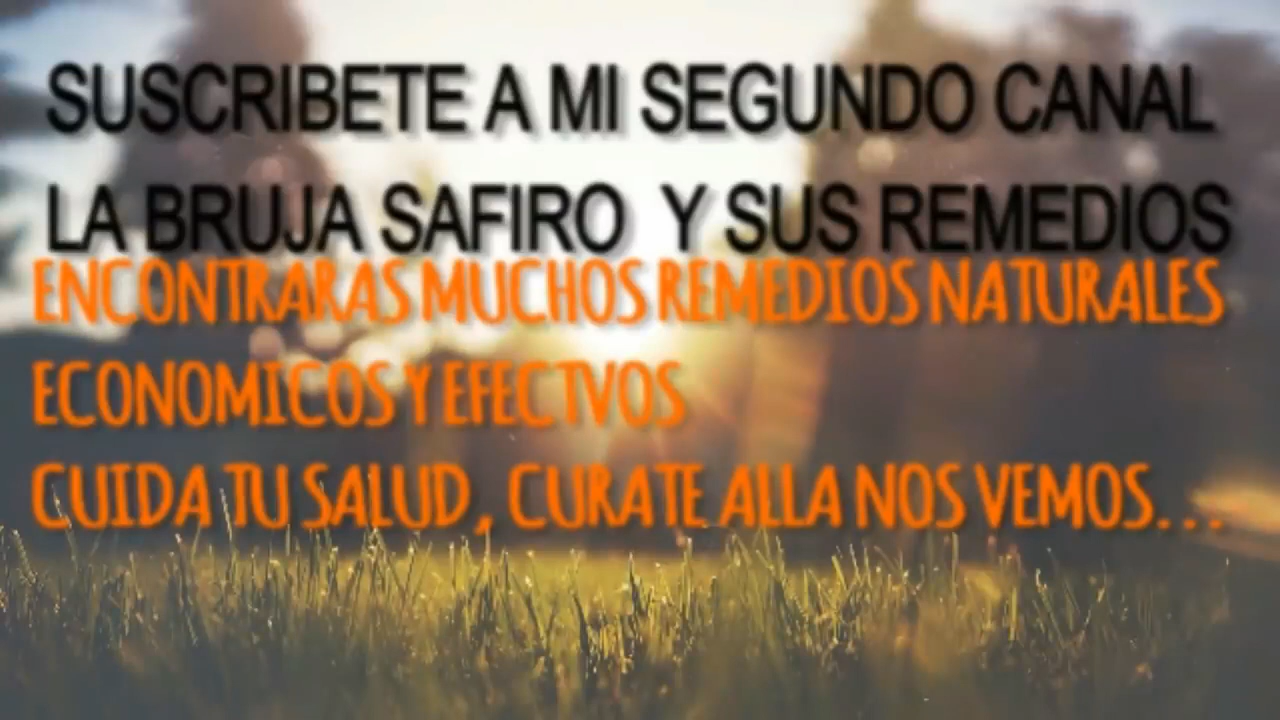 SUSCRIBETE A MI SEGUNDO CANAL
LA BRUJA SAFIRO Y SUS REMEDIOS
ENCONTRARAS MUCHOS REMEDIOS NATURALES
ECONOMICOS Y EFECTVOS
CUIDA TU SALUD, CURATE ALLA NOS VEMOS...